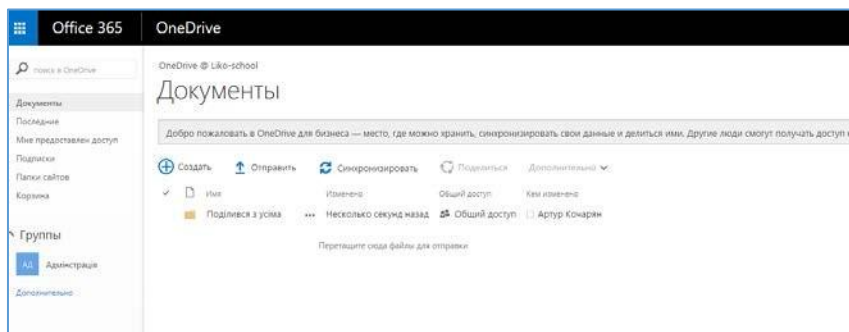 Office 365 OneDrive
поиск в OneDrive
Документы
Последние
Мне предоставлен доступ
Подписки
Папки сайтов
Корзина
Группы
АД Адміністрація
Дополнительно
OneDrive @ Liko-school
Документы
Добро пожаловать в OneDrive для бизнеса — место, где можно хранить, синхронизировать свои данные и делиться ими. Другие люди смогут получать доступ к
Создать Отправить Синхронизировать Поделиться Дополнительно
Имя Изменено Общий доступ Кем изменено
Поділився з усіма ••• Несколько секунд назад Общий доступ Артур Кочарян
Перетащите сюда файлы для отправки